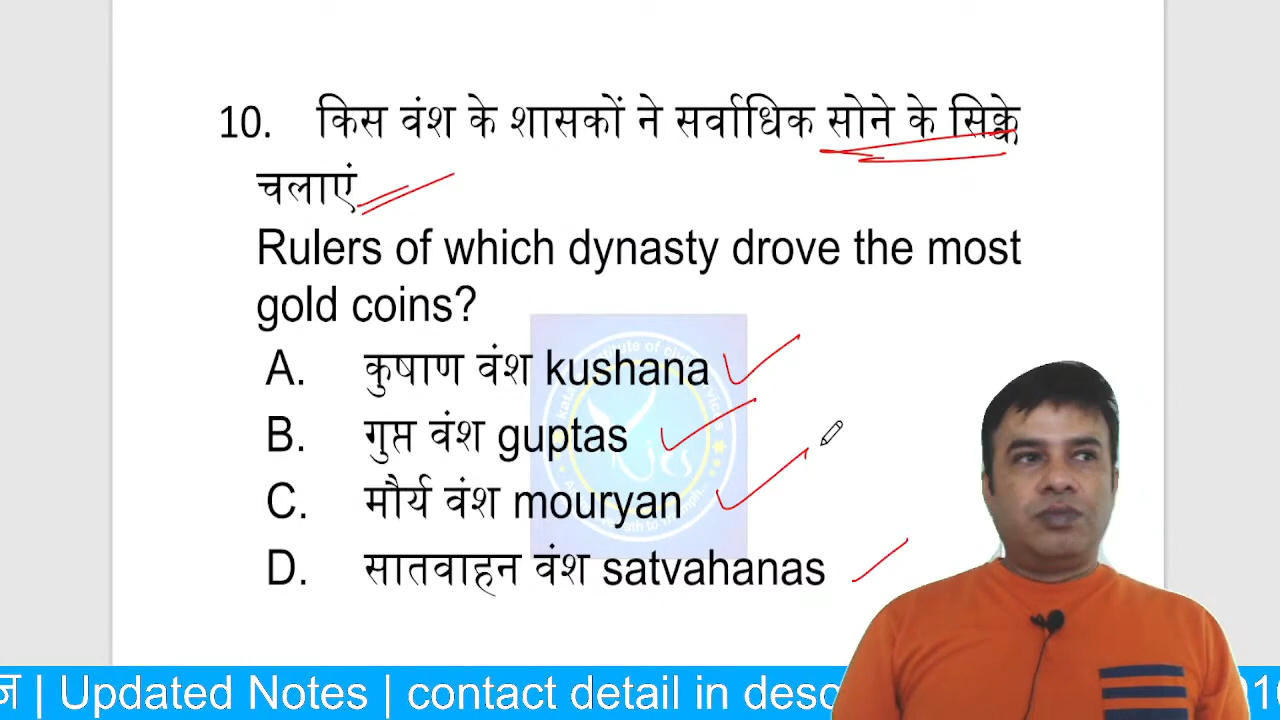 10. किस वंश के शासकों ने सर्वाधिक सोने के सिक्के
चलाएं
Rulers of which dynasty drove the most
gold coins?
A. कुषाण वंश kushana
B. गुप्त वंश guptas
C. मौर्य वंश mouryan
D. सातवाहन वंश satvahanas
| Updated Notes | contact detail in